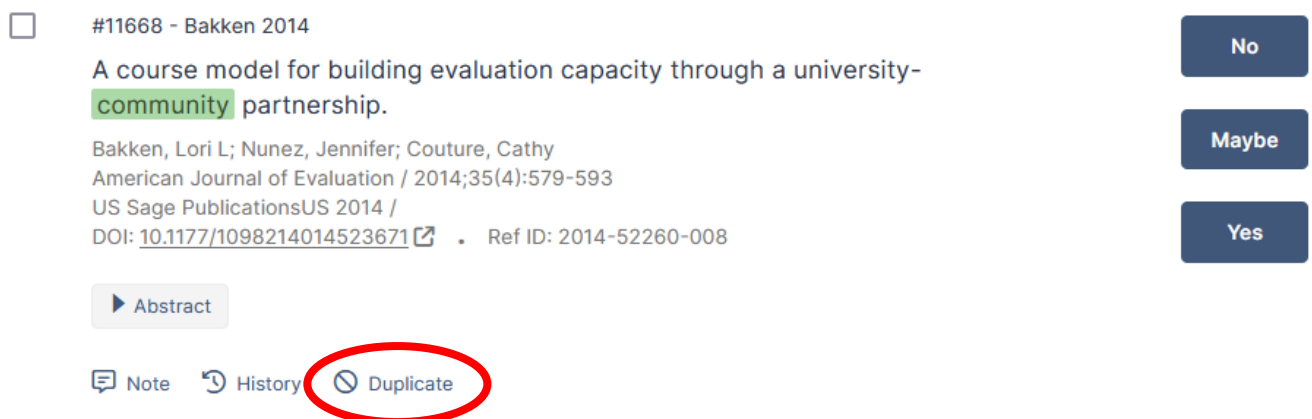 #11668 - Bakken 2014
No
A course model for building evaluation capacity through a university-
community partnership.
Maybe
Bakken, Lori L; Nunez, Jennifer; Couture, Cathy
American Journal of Evaluation / 2014;35(4):579-593
US Sage PublicationsUS 2014 /
DOI: 10.1177/1098214014523671 . Ref ID: 2014-52260-008
Yes
Abstract
Note History Duplicate